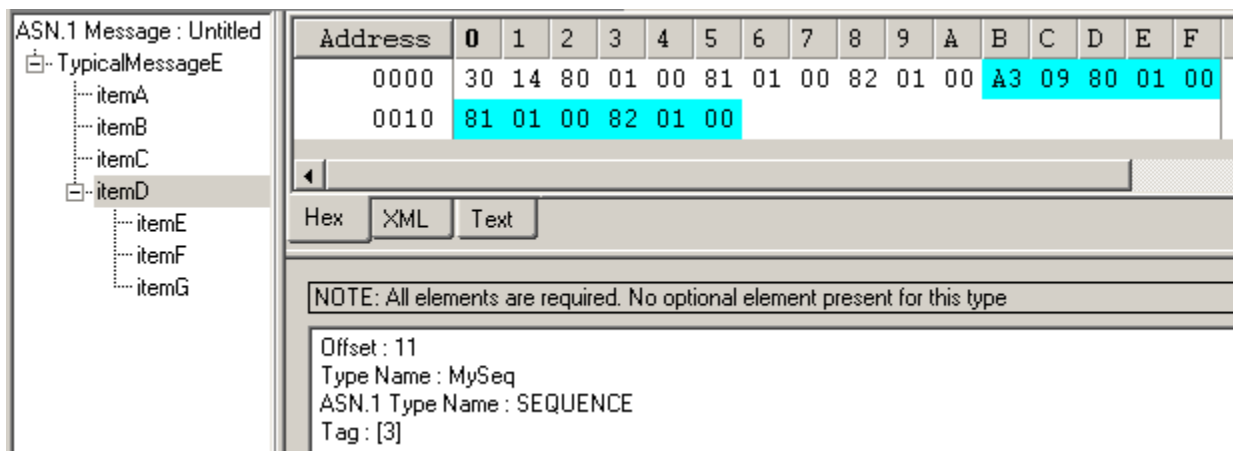 ASN.1 Message : Untitled
TypicalMessageE
itemA
itemB
itemC
itemD
itemE
itemF
itemG
Address 0 1 2 3 4 5 6 7 8 9 A B C D E F
0000 30 14 80 01 00 81 01 00 82 01 00 A3 09 80 01 00
0010 81 01 00 82 01 00
Hex XML Text
NOTE: All elements are required. No optional element present for this type
Offset : 11
Type Name : MySeq
ASN.1 Type Name : SEQUENCE
Tag : [3]